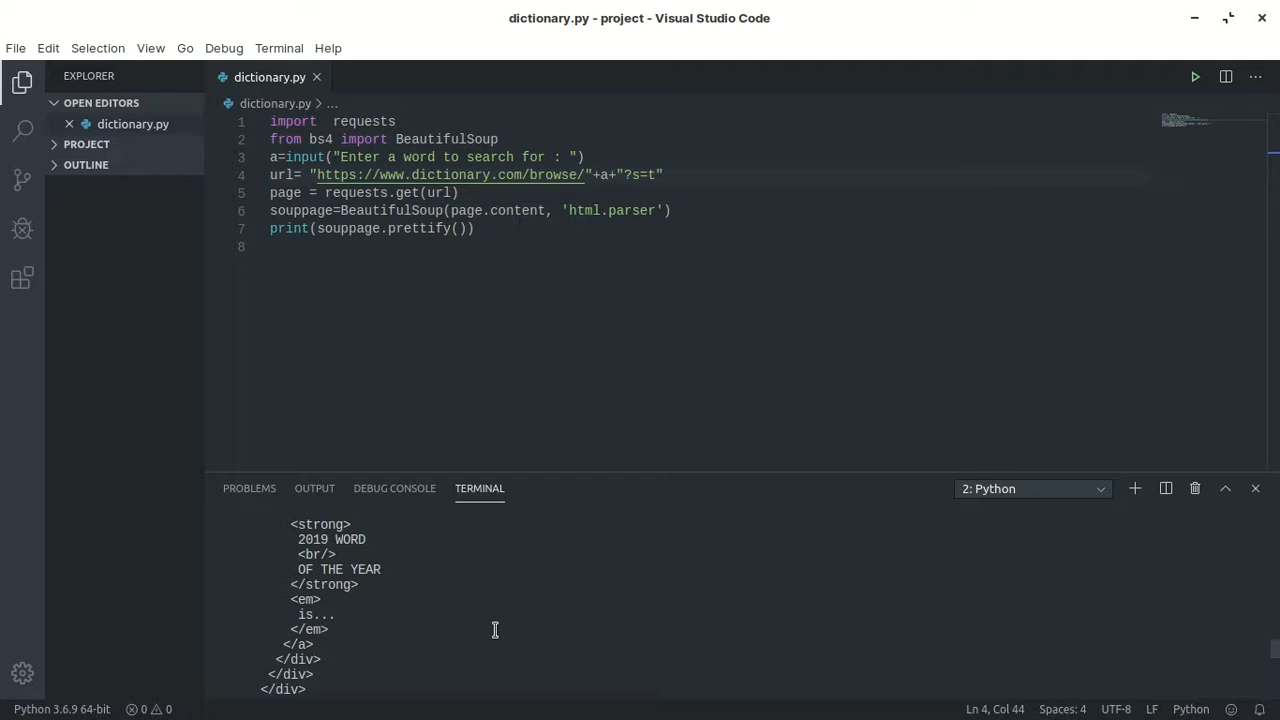 dictionary.py - project - Visual Studio Code
File Edit Selection View Go Debug Terminal Help
EXPLORER
OPEN EDITORS
dictionary.py
PROJECT
OUTLINE
dictionary.py
dictionary.py > ...
1 import  requests
2 from bs4 import BeautifulSoup
3 a=input("Enter a word to search for : ")
4 url= "https://www.dictionary.com/browse/"+a+"?s=t"
5 page = requests.get(url)
6 souppage=BeautifulSoup(page.content, 'html.parser')
7 print(souppage.prettify())
8
PROBLEMS OUTPUT DEBUG CONSOLE TERMINAL
2: Python
<strong>
2019 WORD
<br/>
OF THE YEAR
</strong>
<em>
is...
</em>
</a>
</div>
</div>
</div>
Python 3.6.9 64-bit 0 0 Ln 4, Col 44 Spaces: 4 UTF-8 LF Python